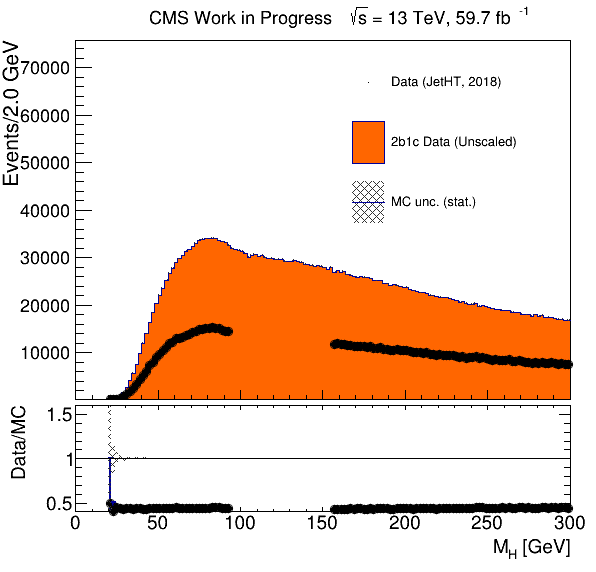 CMS Work in Progress √s = 13 TeV, 59.7 fb⁻¹
Events/2.0 GeV
70000
60000
50000
40000
30000
20000
10000
Data (JetHT, 2018)
2b1c Data (Unscaled)
MC unc. (stat.)
Data/MC
1.5
1
0.5
0 50 100 150 200 250 300
M_H [GeV]